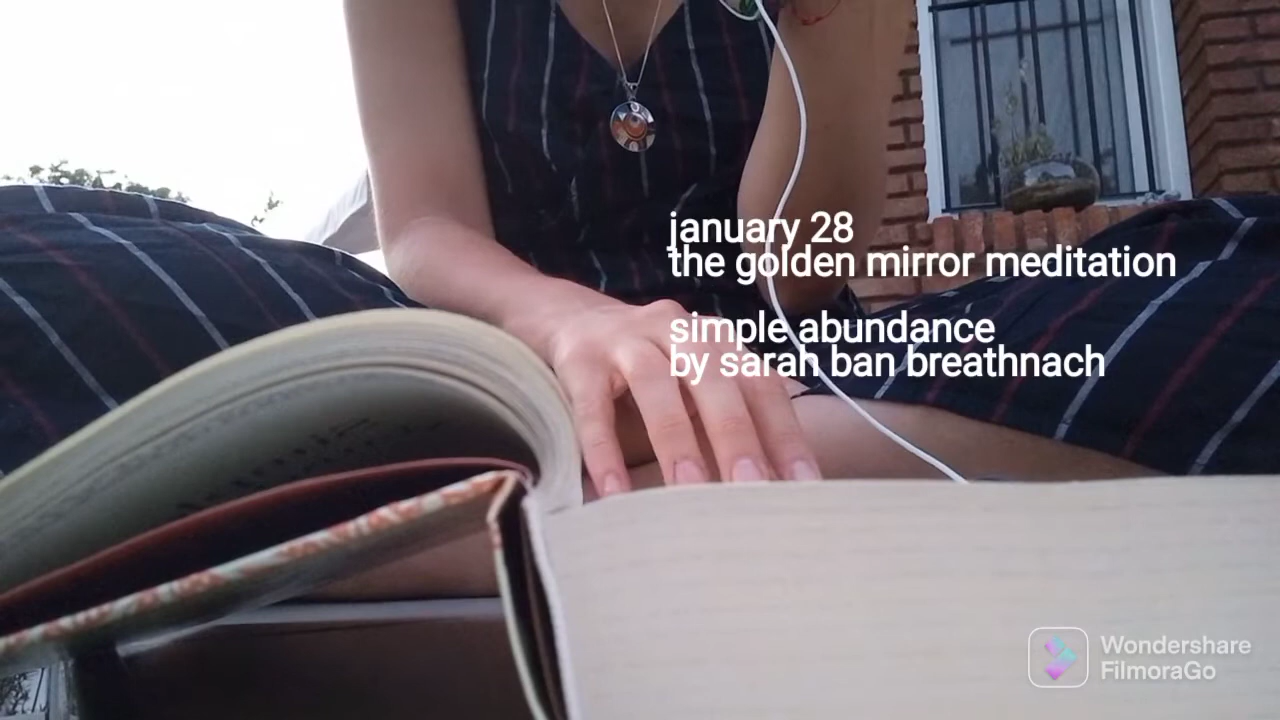 january 28
the golden mirror meditation
simple abundance
by sarah ban breathnach
Wondershare
FilmoraGo